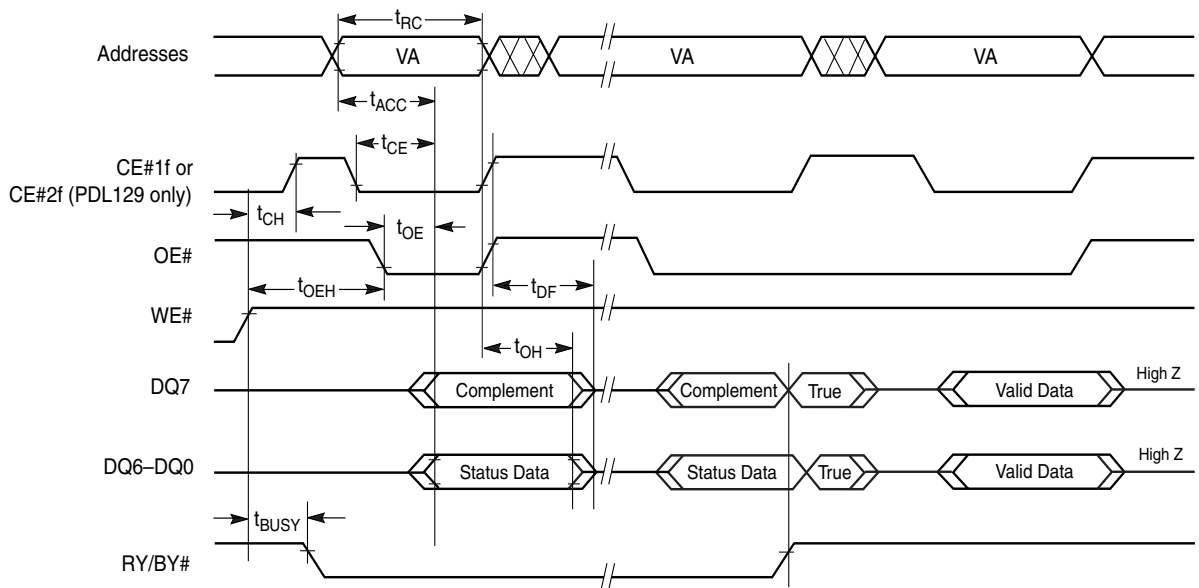 tRC
Addresses VA VA VA
tACC
tCE
CE#1f or
CE#2f (PDL129 only)
tCH tOE
OE#
tOEH tDF
WE#
tOH
DQ7 Complement Complement True Valid Data High Z
DQ6–DQ0 Status Data Status Data True Valid Data High Z
tBUSY
RY/BY#